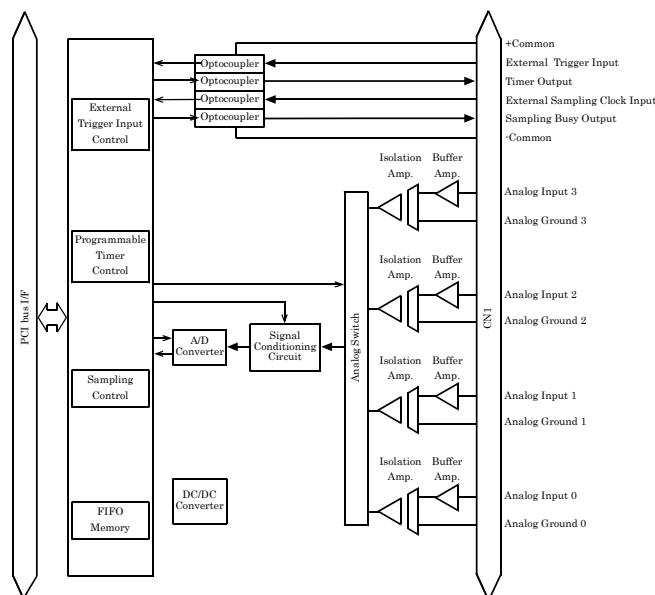 +Common
Optocoupler
External Trigger Input
Optocoupler
Timer Output
Optocoupler
External Sampling Clock Input
Optocoupler
Sampling Busy Output
-Common
External
Trigger Input
Control
Isolation
Amp.
Buffer
Amp.
Analog Input 3
Analog Ground 3
Programmable
Timer
Control
Isolation
Amp.
Buffer
Amp.
Analog Input 2
Analog Ground 2
PCI bus I/F
A/D
Converter
Signal
Conditioning
Circuit
Analog Switch
CN1
Sampling
Control
Isolation
Amp.
Buffer
Amp.
Analog Input 1
Analog Ground 1
FIFO
Memory
DC/DC
Converter
Isolation
Amp.
Buffer
Amp.
Analog Input 0
Analog Ground 0